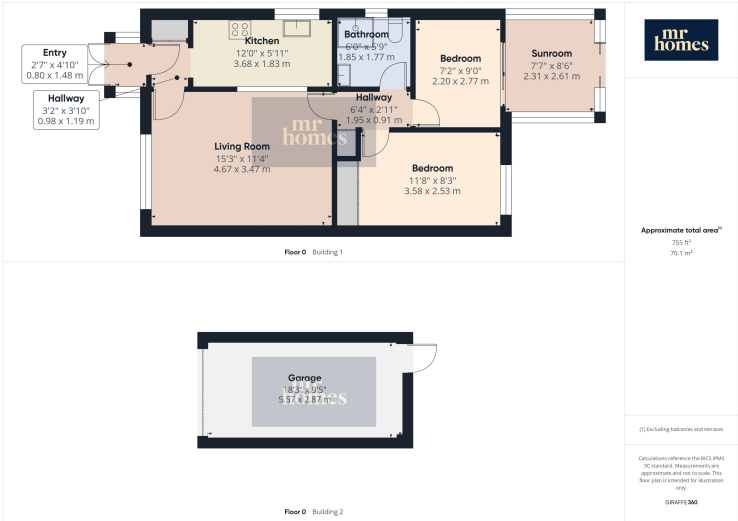 Entry
2'7" x 4'10"
0.80 x 1.48 m
Hallway
3'2" x 3'10"
0.98 x 1.19 m
Kitchen
12'0" x 5'11"
3.68 x 1.83 m
Bathroom
6'0" x 5'9"
1.85 x 1.77 m
Bedroom
7'2" x 9'0"
2.20 x 2.77 m
Sunroom
7'7" x 8'6"
2.31 x 2.61 m
Hallway
6'4" x 2'11"
1.95 x 0.91 m
mr
homes
Living Room
15'3" x 11'4"
4.67 x 3.47 m
Bedroom
11'8" x 8'3"
3.58 x 2.53 m
Floor 0 Building 1
Garage
18'3" x 9'5"
5.57 x 2.87 m
mr
homes
Floor 0 Building 2
mr
homes
Approximate total area(1)
755 ft²
70.1 m²
(1) Excluding balconies and terraces
Calculations reference the RICS IPMS
3C standard. Measurements are
approximate and not to scale. This
floor plan is intended for illustration
only.
GIRAFFE360